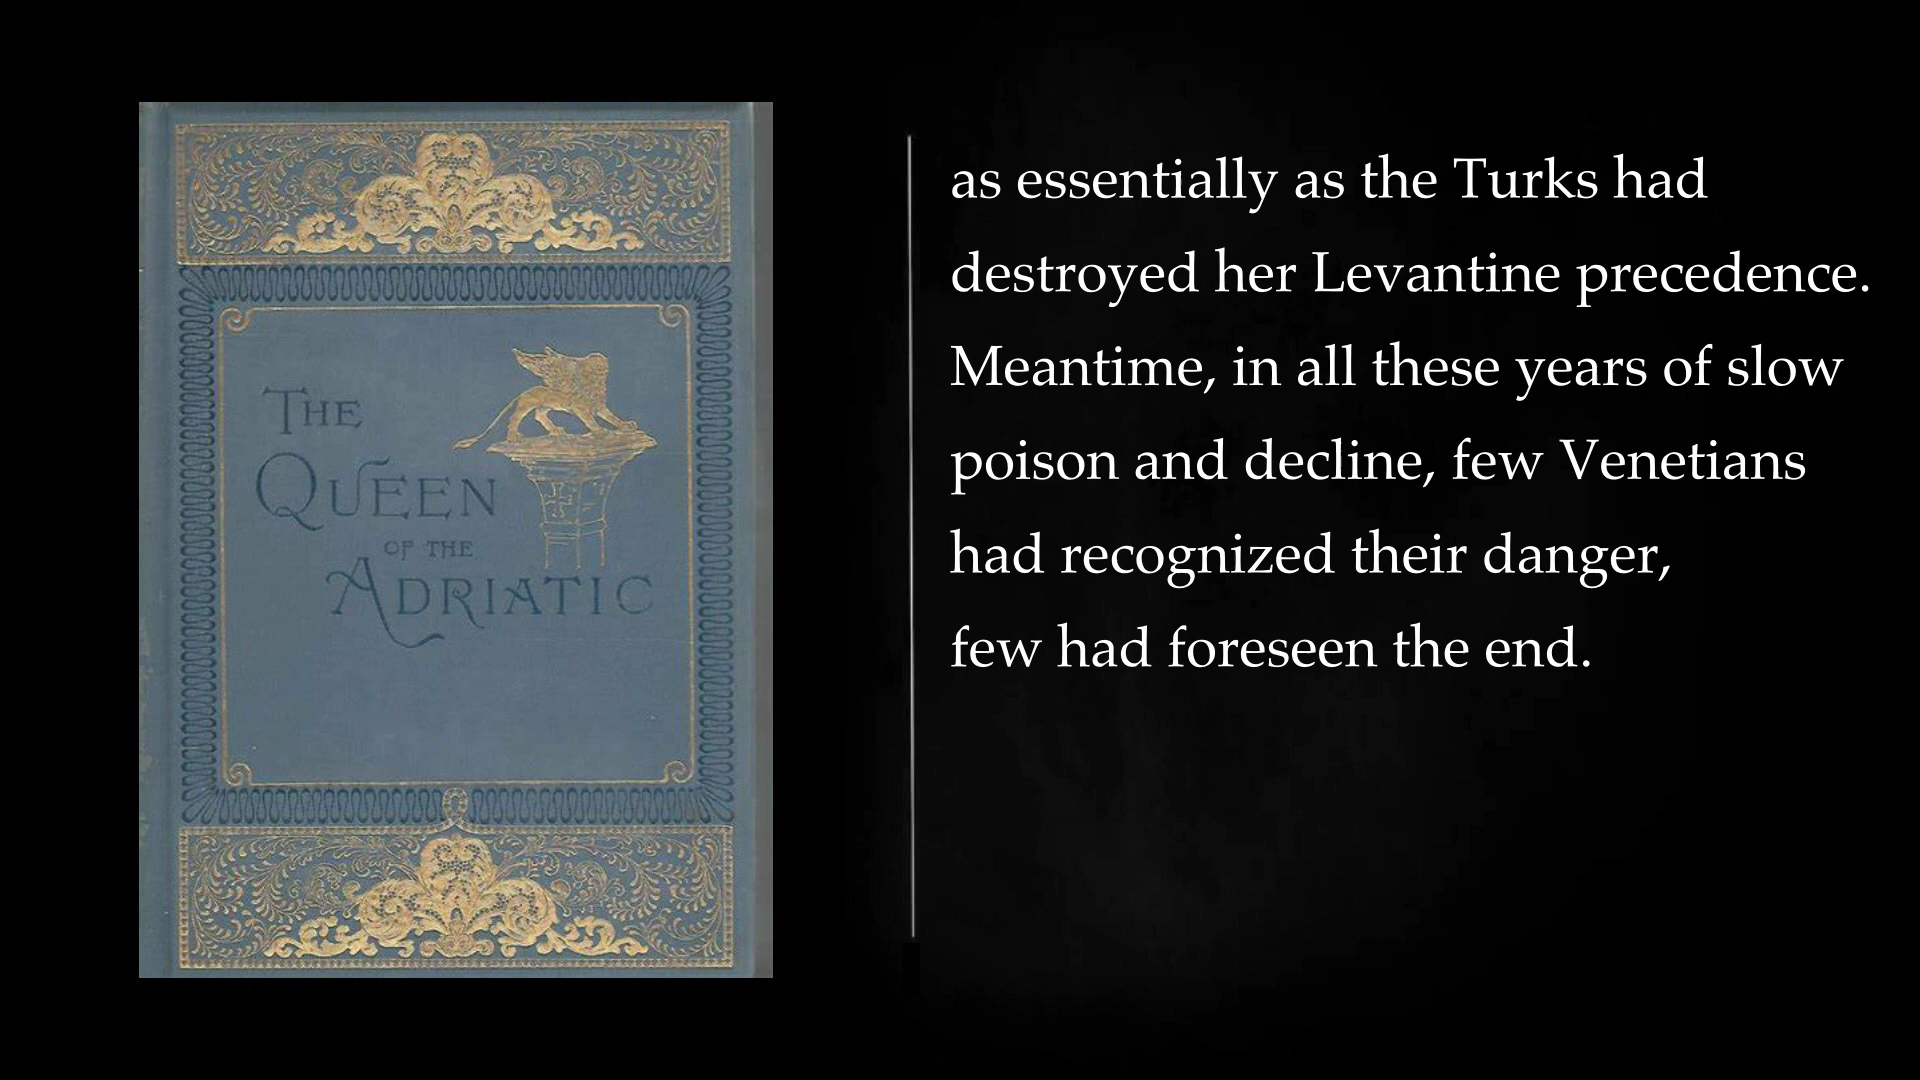 THE
QUEEN
OF THE
ADRIATIC
as essentially as the Turks had
destroyed her Levantine precedence.
Meantime, in all these years of slow
poison and decline, few Venetians
had recognized their danger,
few had foreseen the end.